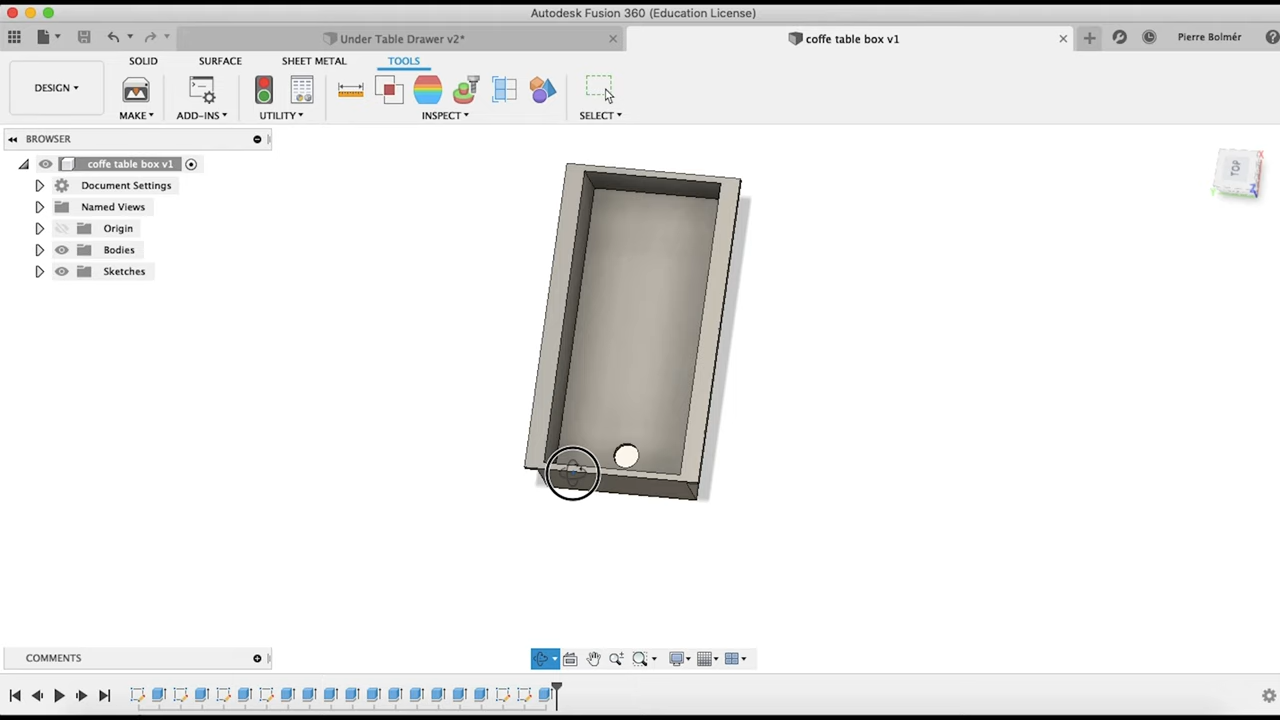 Autodesk Fusion 360 (Education License)
Under Table Drawer v2*
coffe table box v1
Pierre Bolmér
SOLID
SURFACE
SHEET METAL
TOOLS
DESIGN
MAKE
ADD-INS
UTILITY
INSPECT
SELECT
BROWSER
coffe table box v1
Document Settings
Named Views
Origin
Bodies
Sketches
TOP
X
Y
Z
COMMENTS